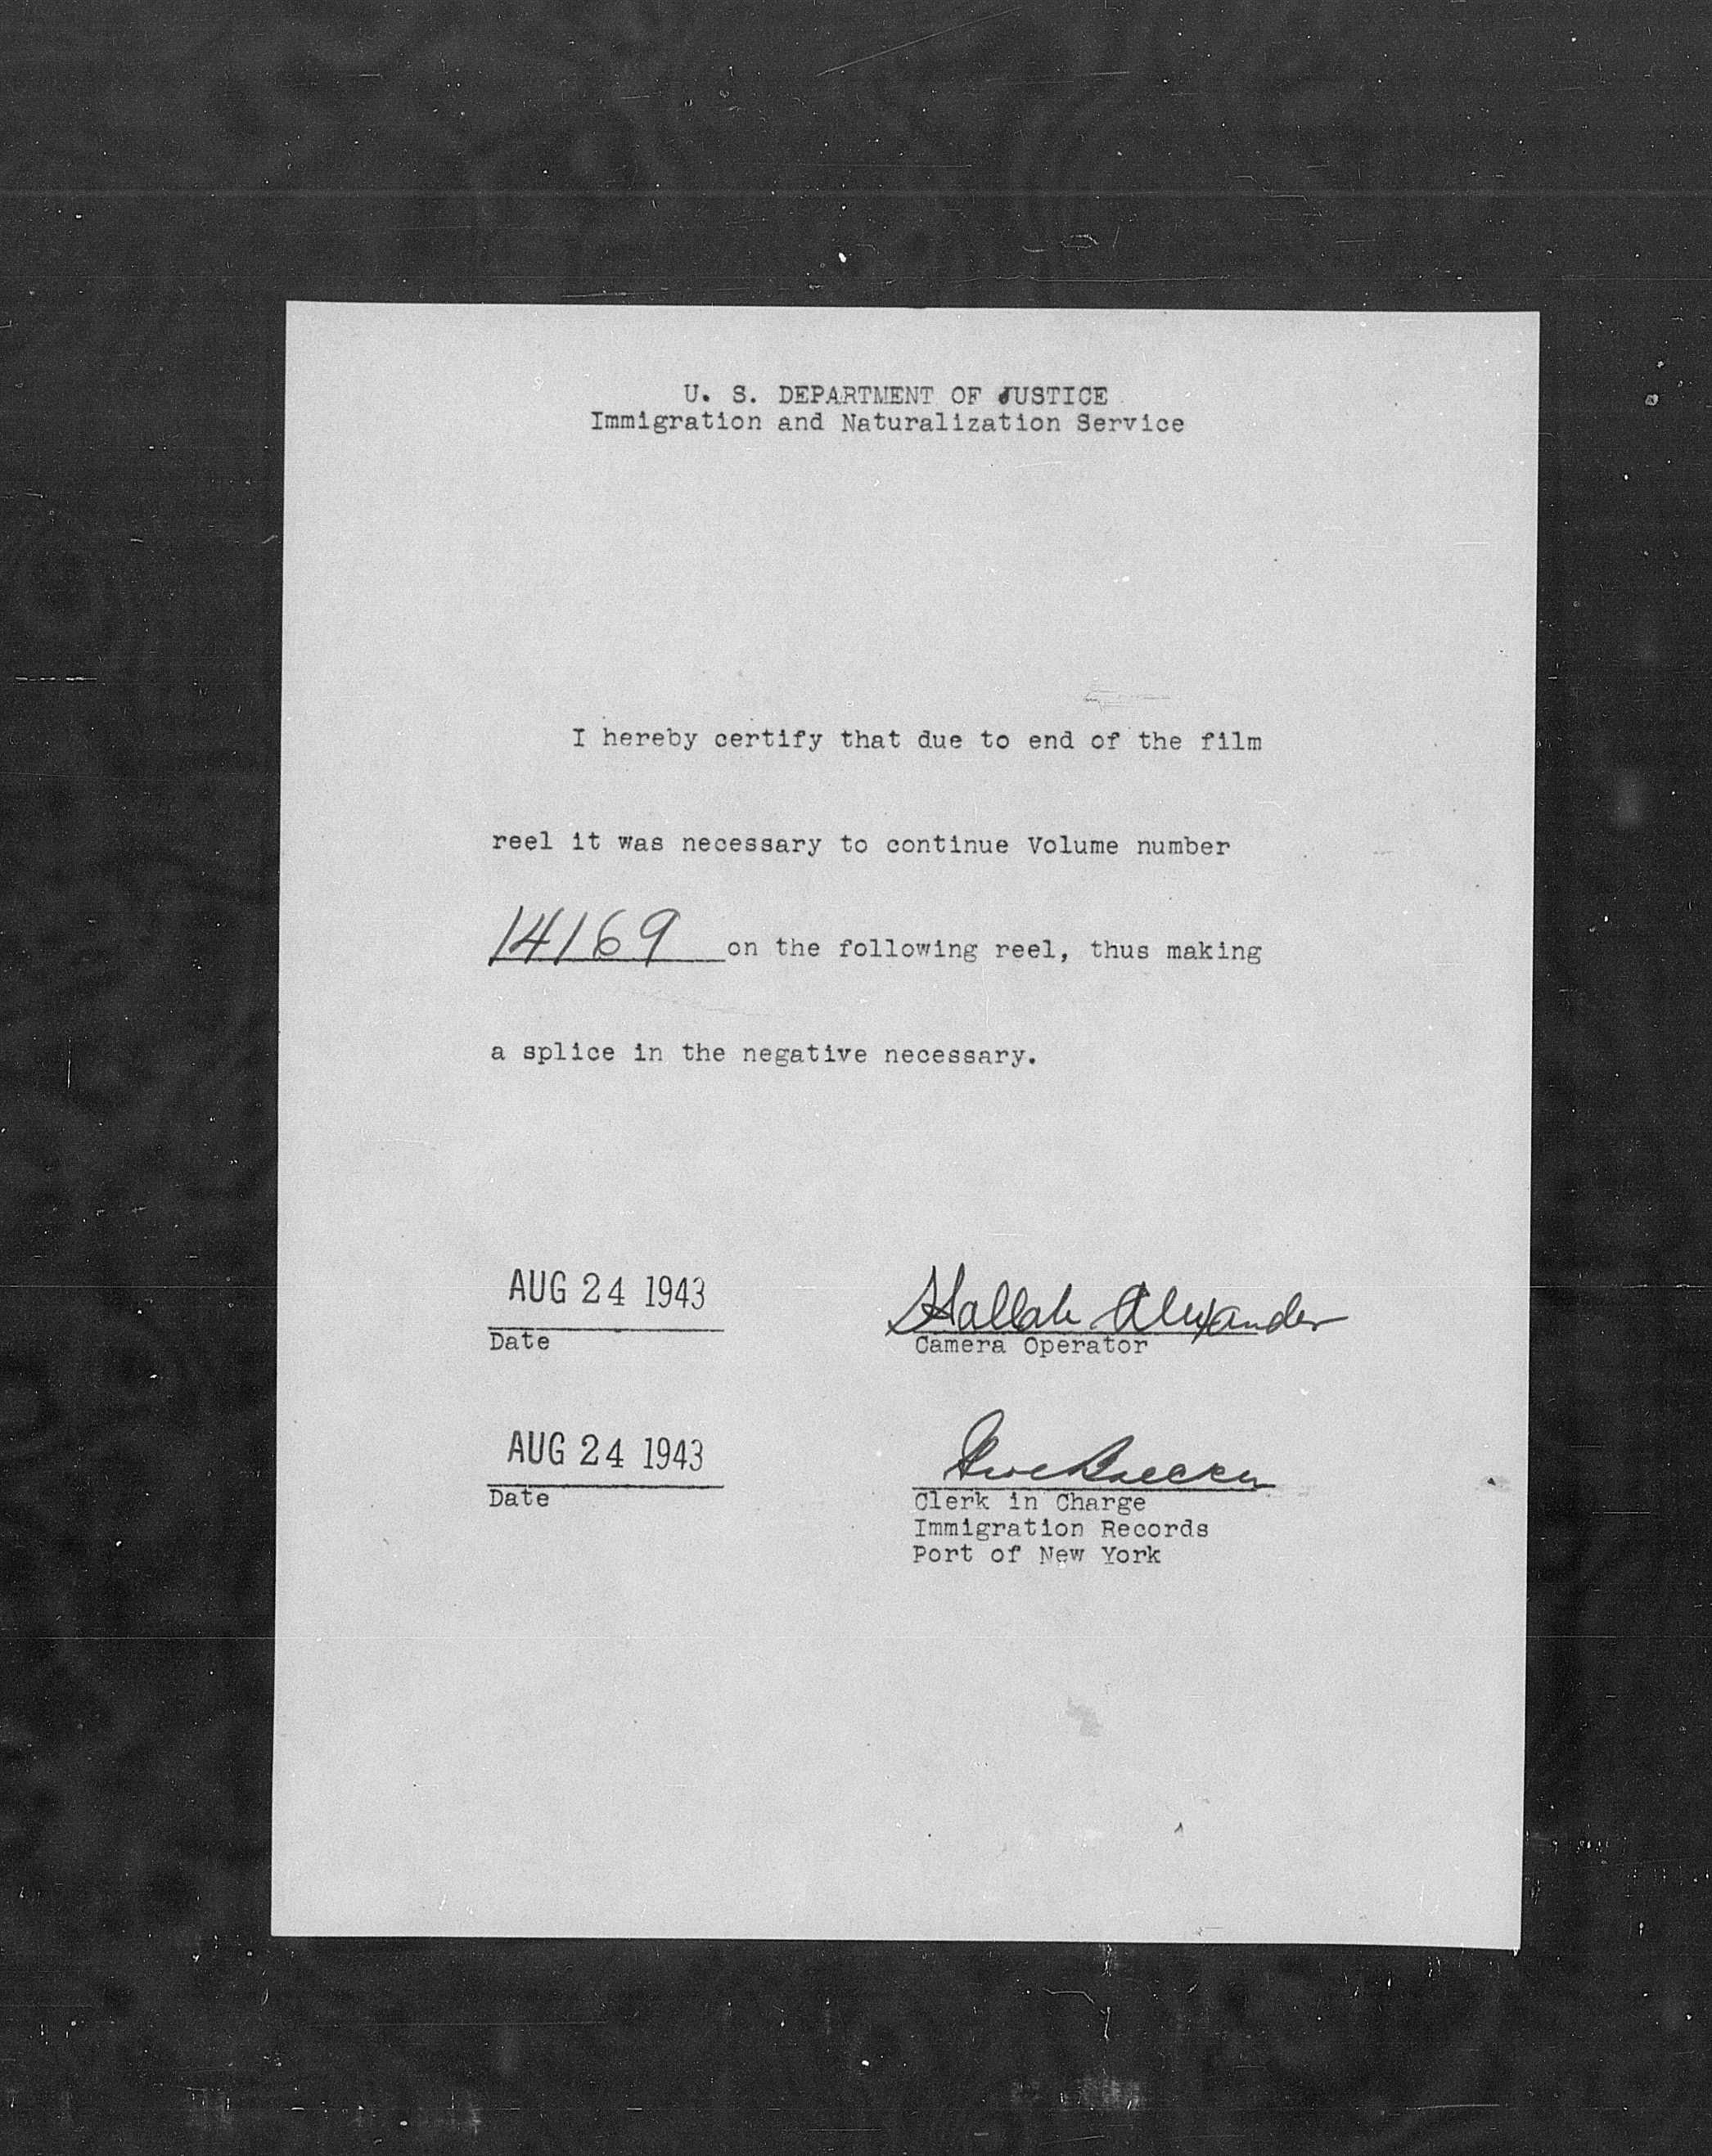 U. S. DEPARTMENT OF JUSTICE
Immigration and Naturalization Service
I hereby certify that due to end of the film
reel it was necessary to continue Volume number
14169 on the following reel, thus making
a splice in the negative necessary.
AUG 24 1943
Date
Alexander
Camera Operator
AUG 24 1943
Date
Clerk in Charge
Immigration Records
Port of New York